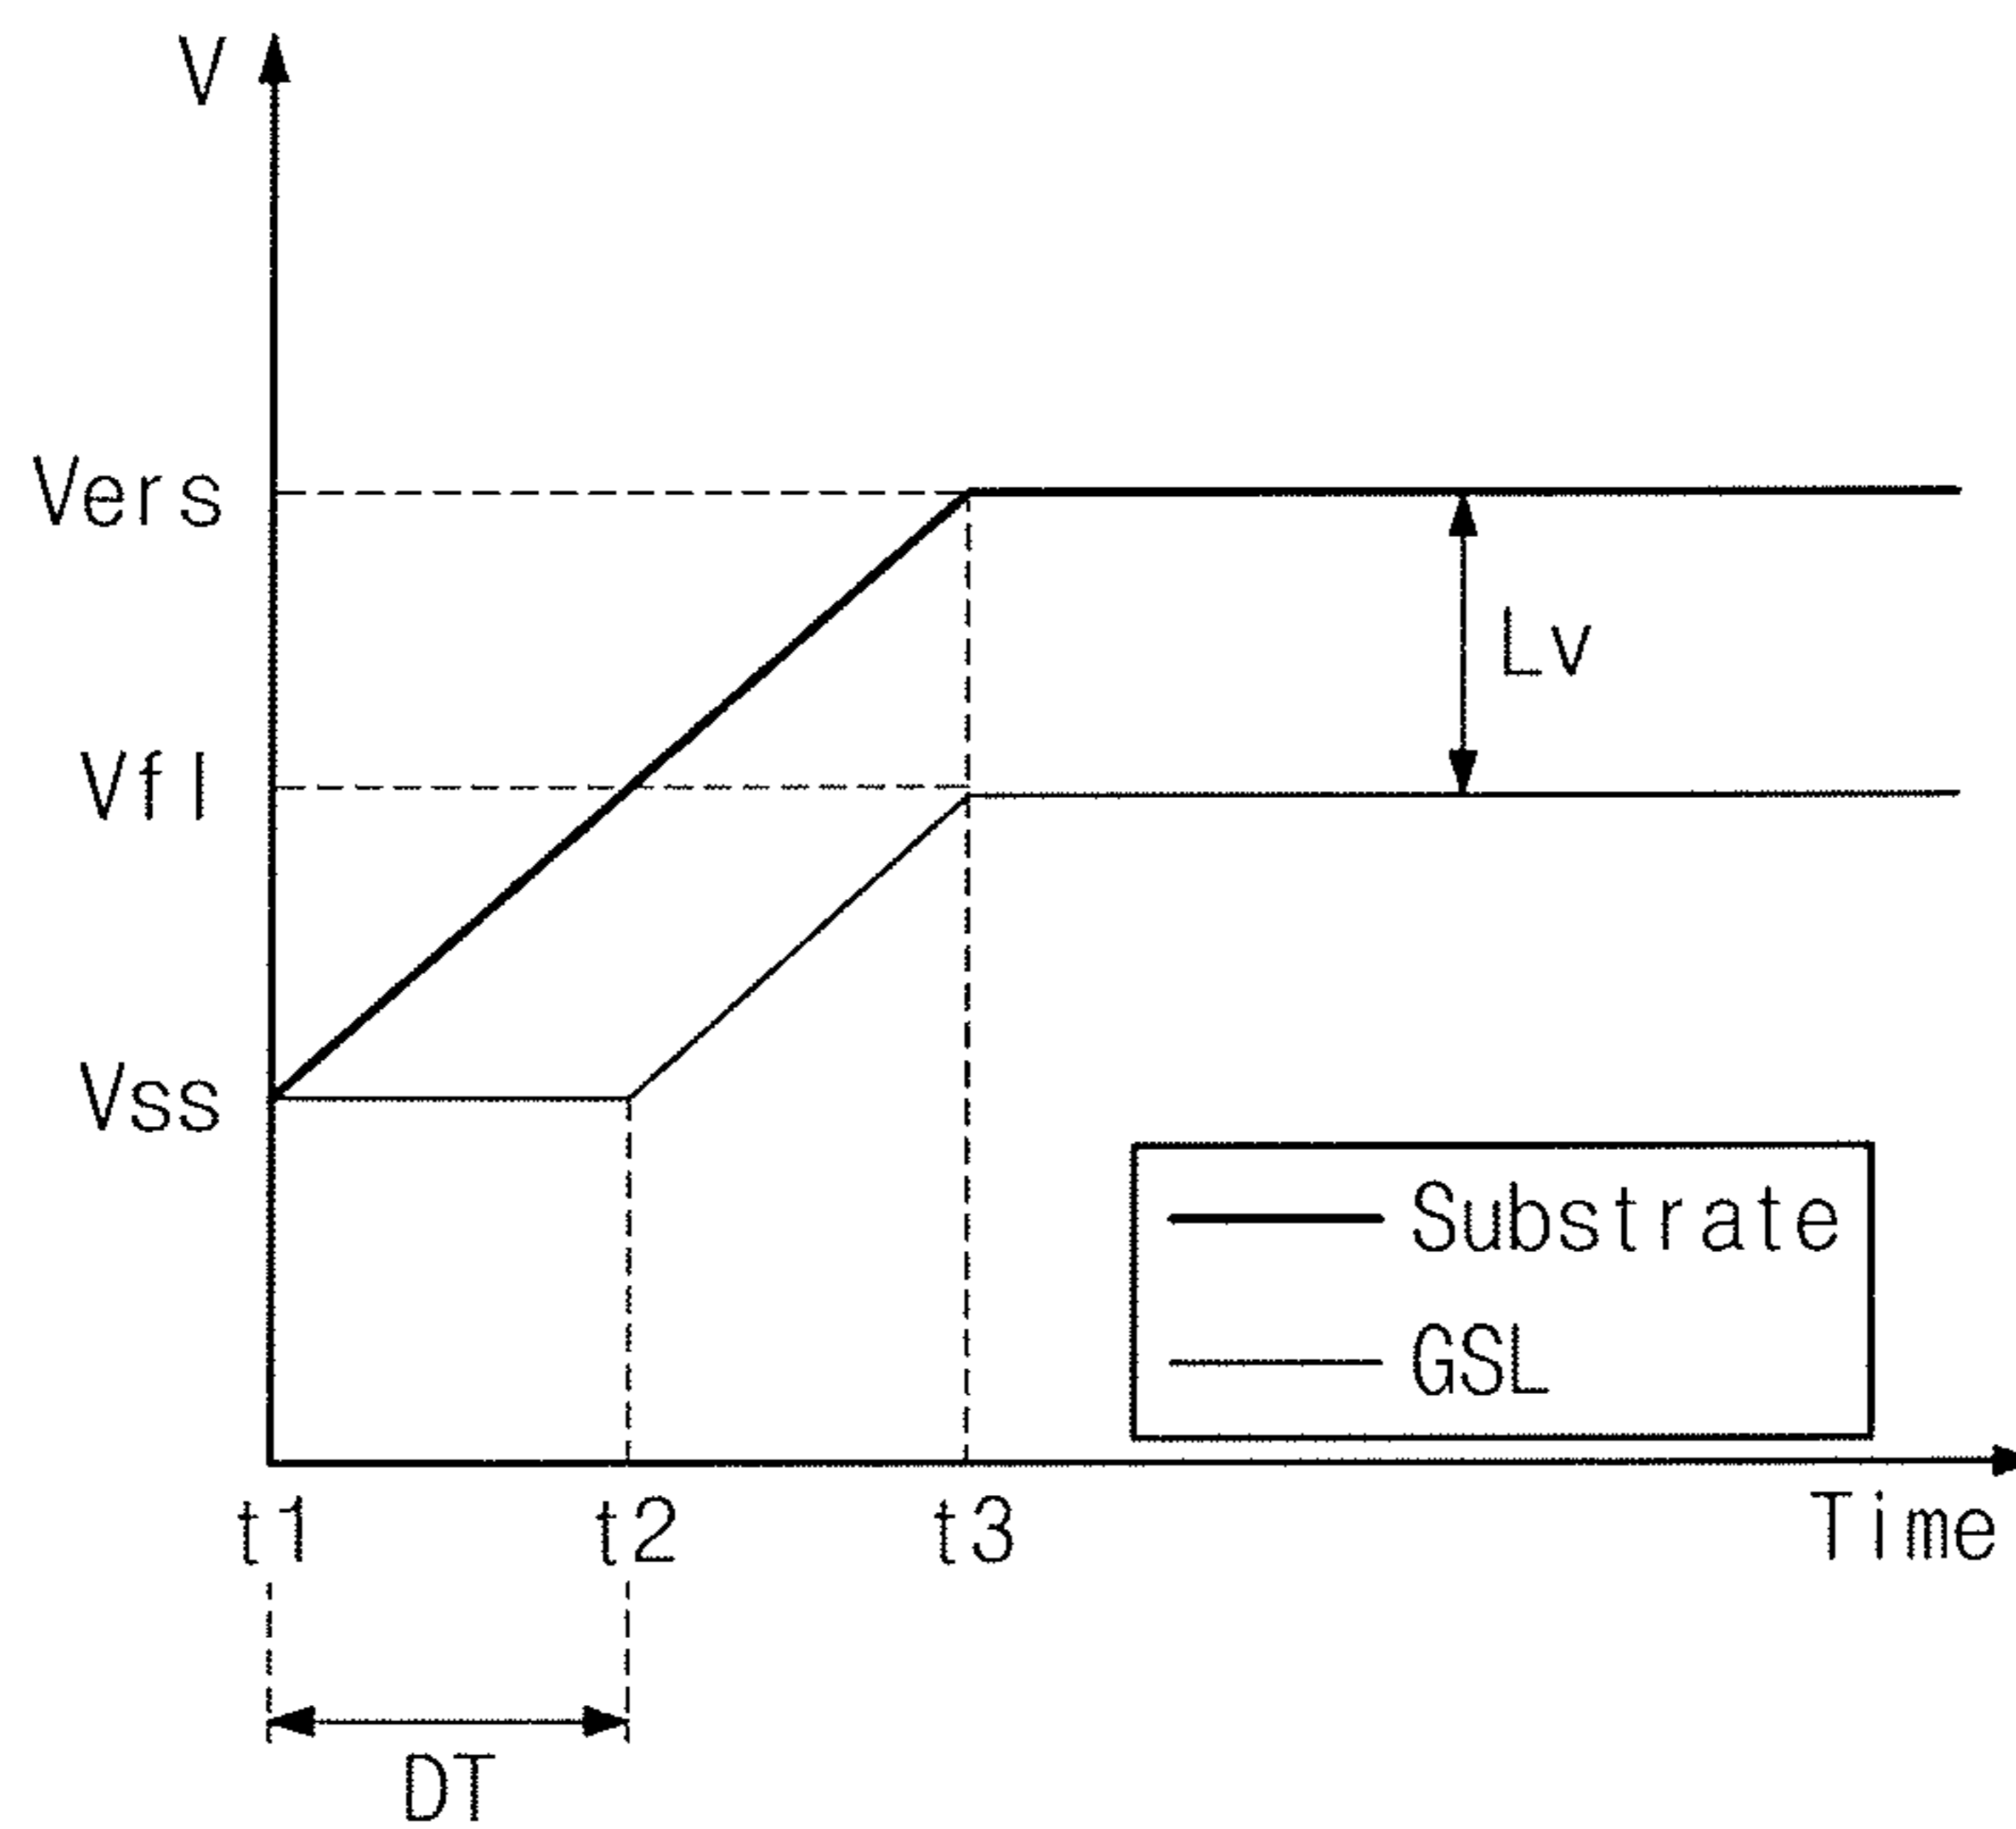 V
Vers
Lv
Vfl
Vss
Substrate
GSL
t1 t2 t3 Time
DT